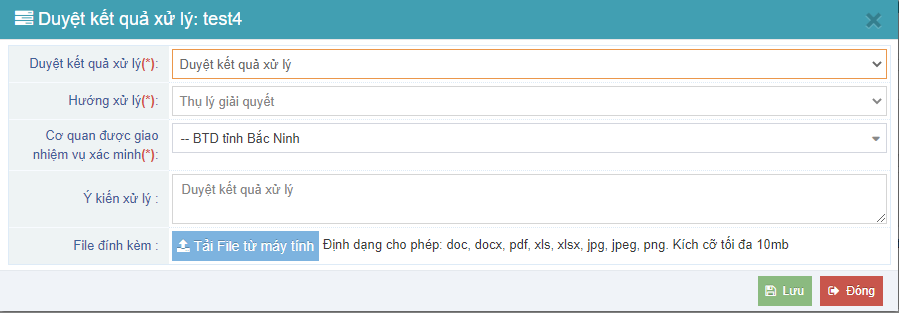 Duyệt kết quả xử lý: test4
Duyệt kết quả xử lý(*): Duyệt kết quả xử lý
Hướng xử lý(*): Thụ lý giải quyết
Cơ quan được giao
nhiệm vụ xác minh(*): -- BTD tỉnh Bắc Ninh
Ý kiến xử lý : Duyệt kết quả xử lý
File đính kèm : Tải File từ máy tính Định dạng cho phép: doc, docx, pdf, xls, xlsx, jpg, jpeg, png. Kích cỡ tối đa 10mb
Lưu Đóng